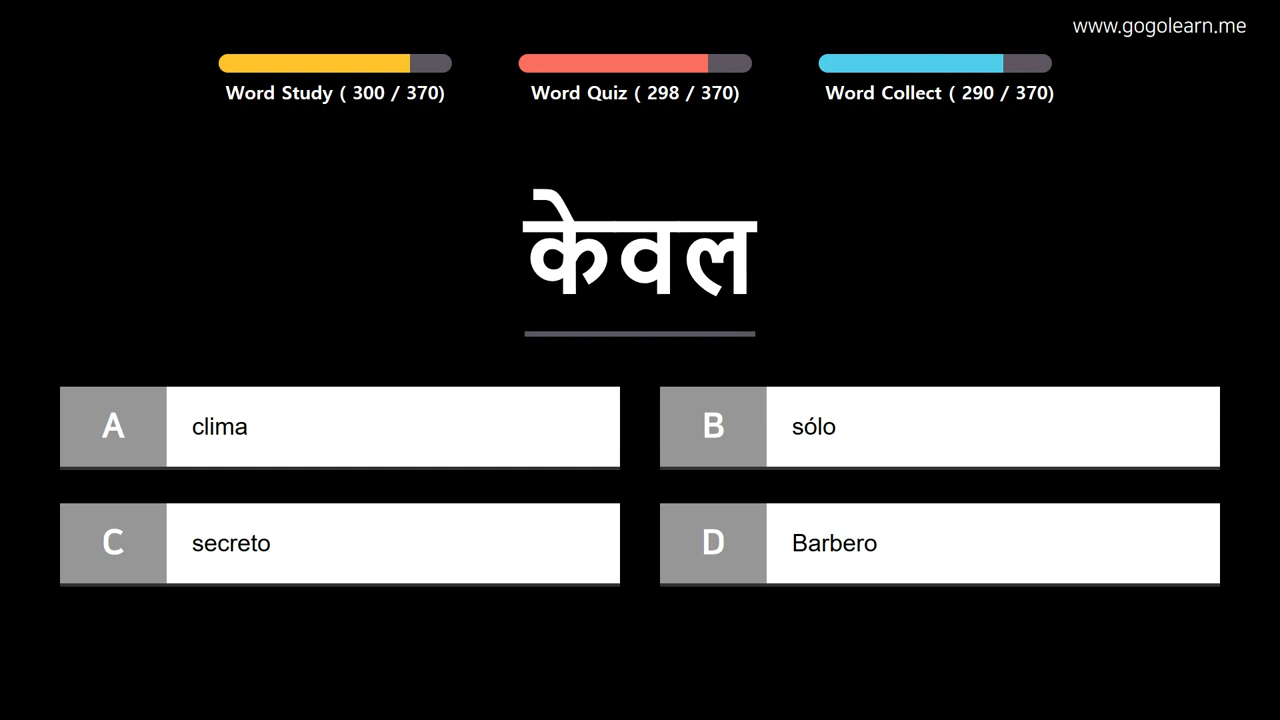 www.gogolearn.me
Word Study ( 300 / 370)
Word Quiz ( 298 / 370)
Word Collect ( 290 / 370)
केवल
A clima
B sólo
C secreto
D Barbero